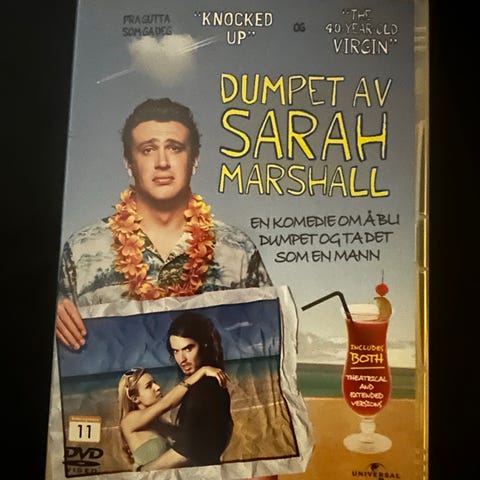 FRA GUTTA
SOM GA DEG
"KNOCKED
UP"
OG
"THE
40 YEAR OLD
VIRGIN"
DUMPET AV
SARAH
MARSHALL
EN KOMEDIE OM Å BLI
DUMPET OG TA DET
SOM EN MANN
INCLUDES
BOTH
THEATRICAL
AND
EXTENDED
VERSIONS
11
DVD
VIDEO
UNIVERSAL